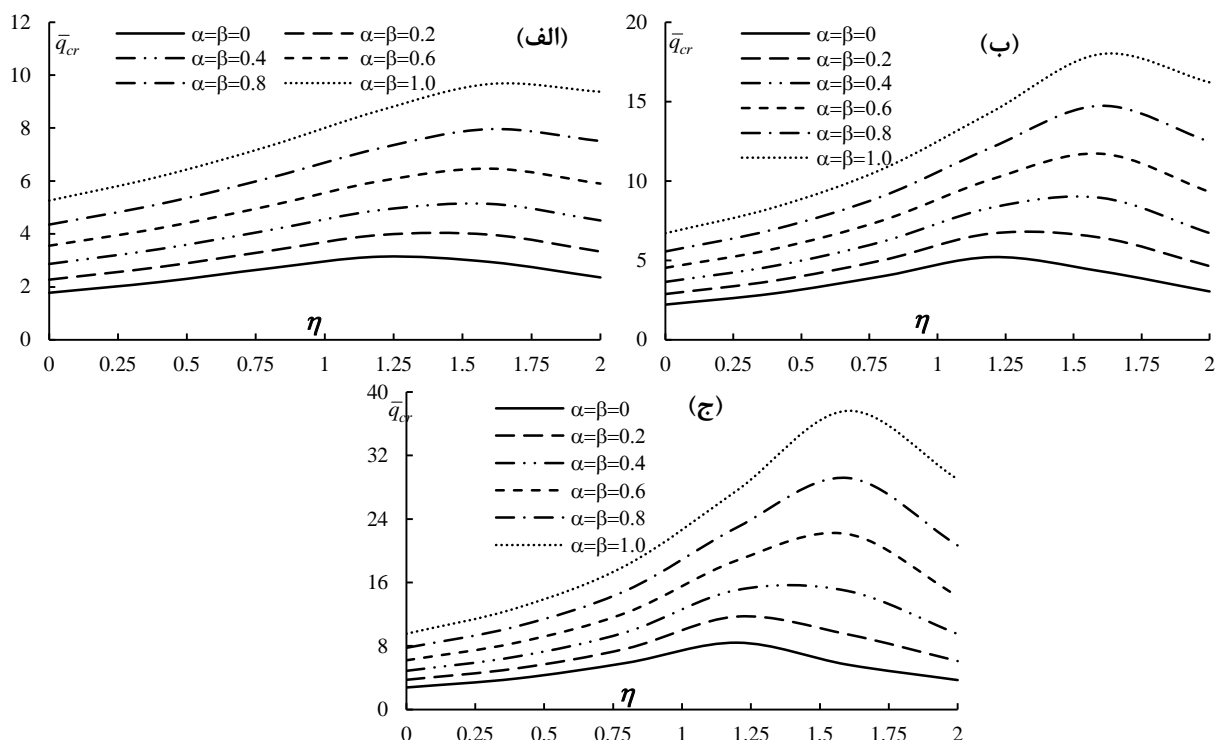 (الف)
q̅cr
α=β=0 α=β=0.2
α=β=0.4 α=β=0.6
α=β=0.8 α=β=1.0
12
10
8
6
4
2
0
η
0 0.25 0.5 0.75 1 1.25 1.5 1.75 2
(ب)
q̅cr
α=β=0
α=β=0.2
α=β=0.4
α=β=0.6
α=β=0.8
α=β=1.0
20
15
10
5
0
η
0 0.25 0.5 0.75 1 1.25 1.5 1.75 2
(ج)
q̅cr
α=β=0
α=β=0.2
α=β=0.4
α=β=0.6
α=β=0.8
α=β=1.0
40
32
24
16
8
0
η
0 0.25 0.5 0.75 1 1.25 1.5 1.75 2